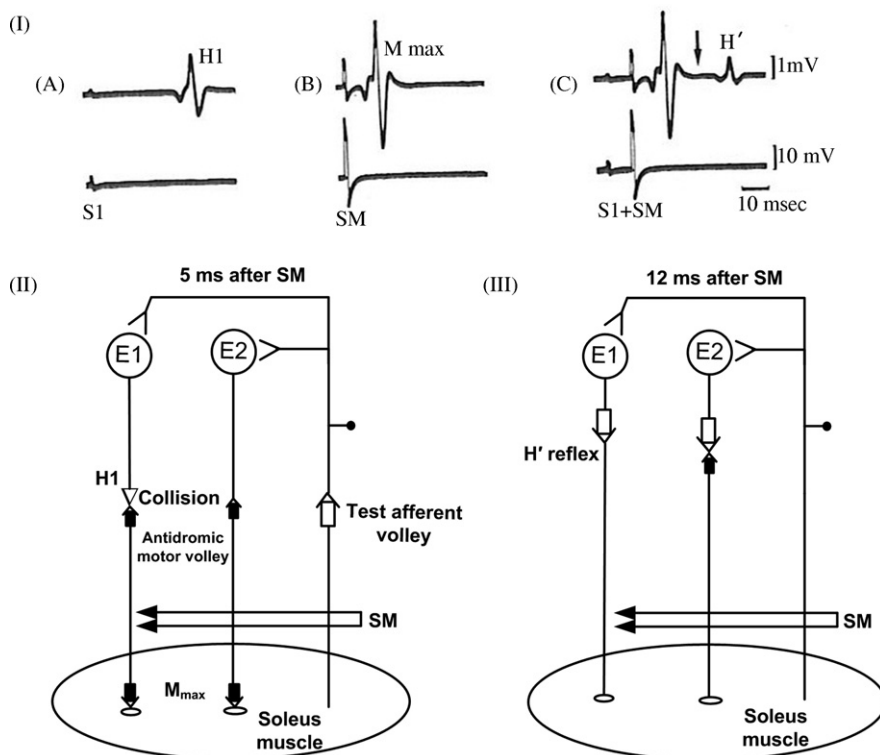 (I)
(A)
H1
S1
(B)
M max
SM
(C)
H′
1mV
10 mV
S1+SM
10 msec
(II)
5 ms after SM
E1
E2
H1
Collision
Antidromic
motor volley
Test afferent
volley
SM
Mmax
Soleus
muscle
(III)
12 ms after SM
E1
E2
H′ reflex
SM
Soleus
muscle